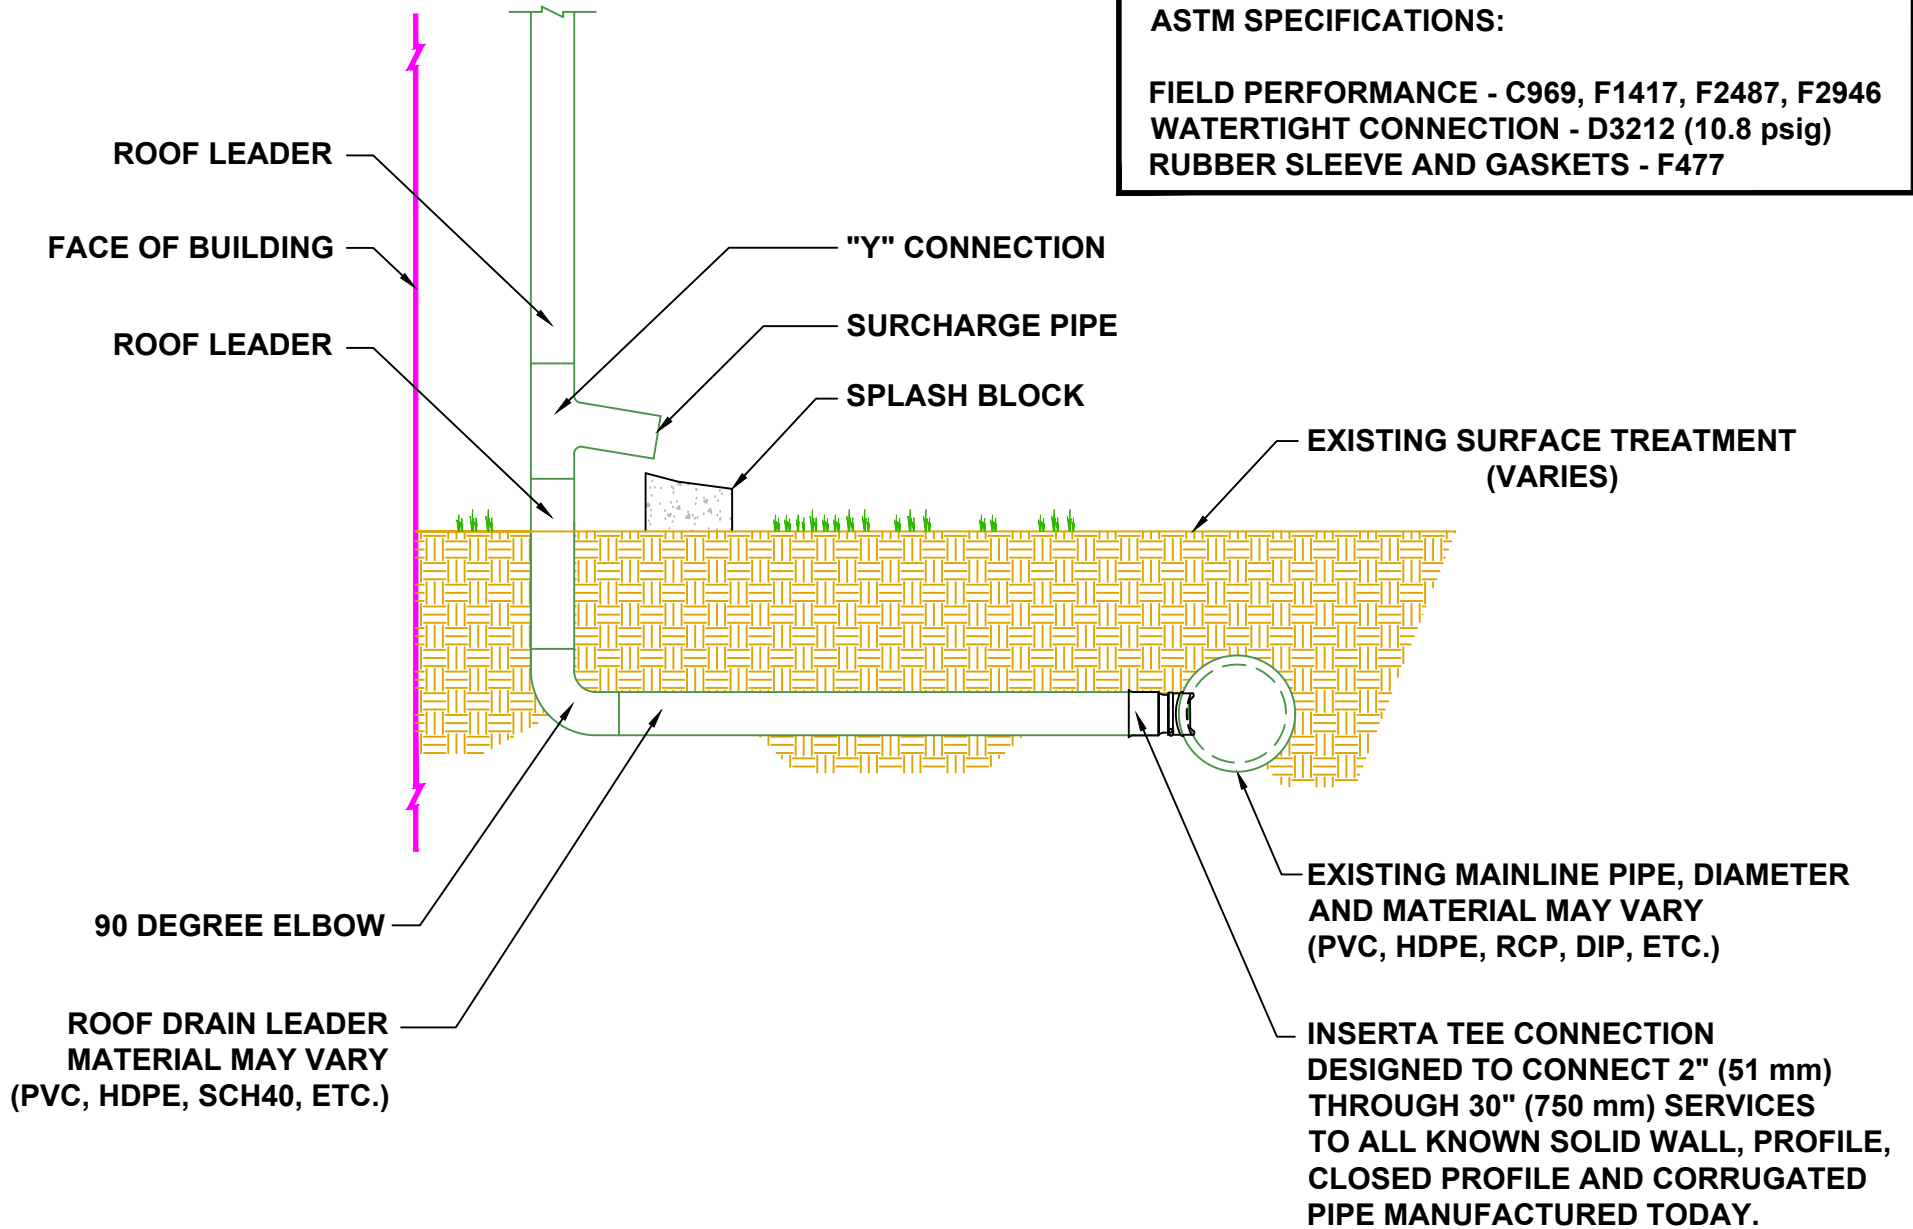 ASTM SPECIFICATIONS:
FIELD PERFORMANCE - C969, F1417, F2487, F2946
WATERTIGHT CONNECTION - D3212 (10.8 psig)
RUBBER SLEEVE AND GASKETS - F477
ROOF LEADER
FACE OF BUILDING
ROOF LEADER
"Y" CONNECTION
SURCHARGE PIPE
SPLASH BLOCK
EXISTING SURFACE TREATMENT
(VARIES)
90 DEGREE ELBOW
ROOF DRAIN LEADER
MATERIAL MAY VARY
(PVC, HDPE, SCH40, ETC.)
EXISTING MAINLINE PIPE, DIAMETER
AND MATERIAL MAY VARY
(PVC, HDPE, RCP, DIP, ETC.)
INSERTA TEE CONNECTION
DESIGNED TO CONNECT 2" (51 mm)
THROUGH 30" (750 mm) SERVICES
TO ALL KNOWN SOLID WALL, PROFILE,
CLOSED PROFILE AND CORRUGATED
PIPE MANUFACTURED TODAY.